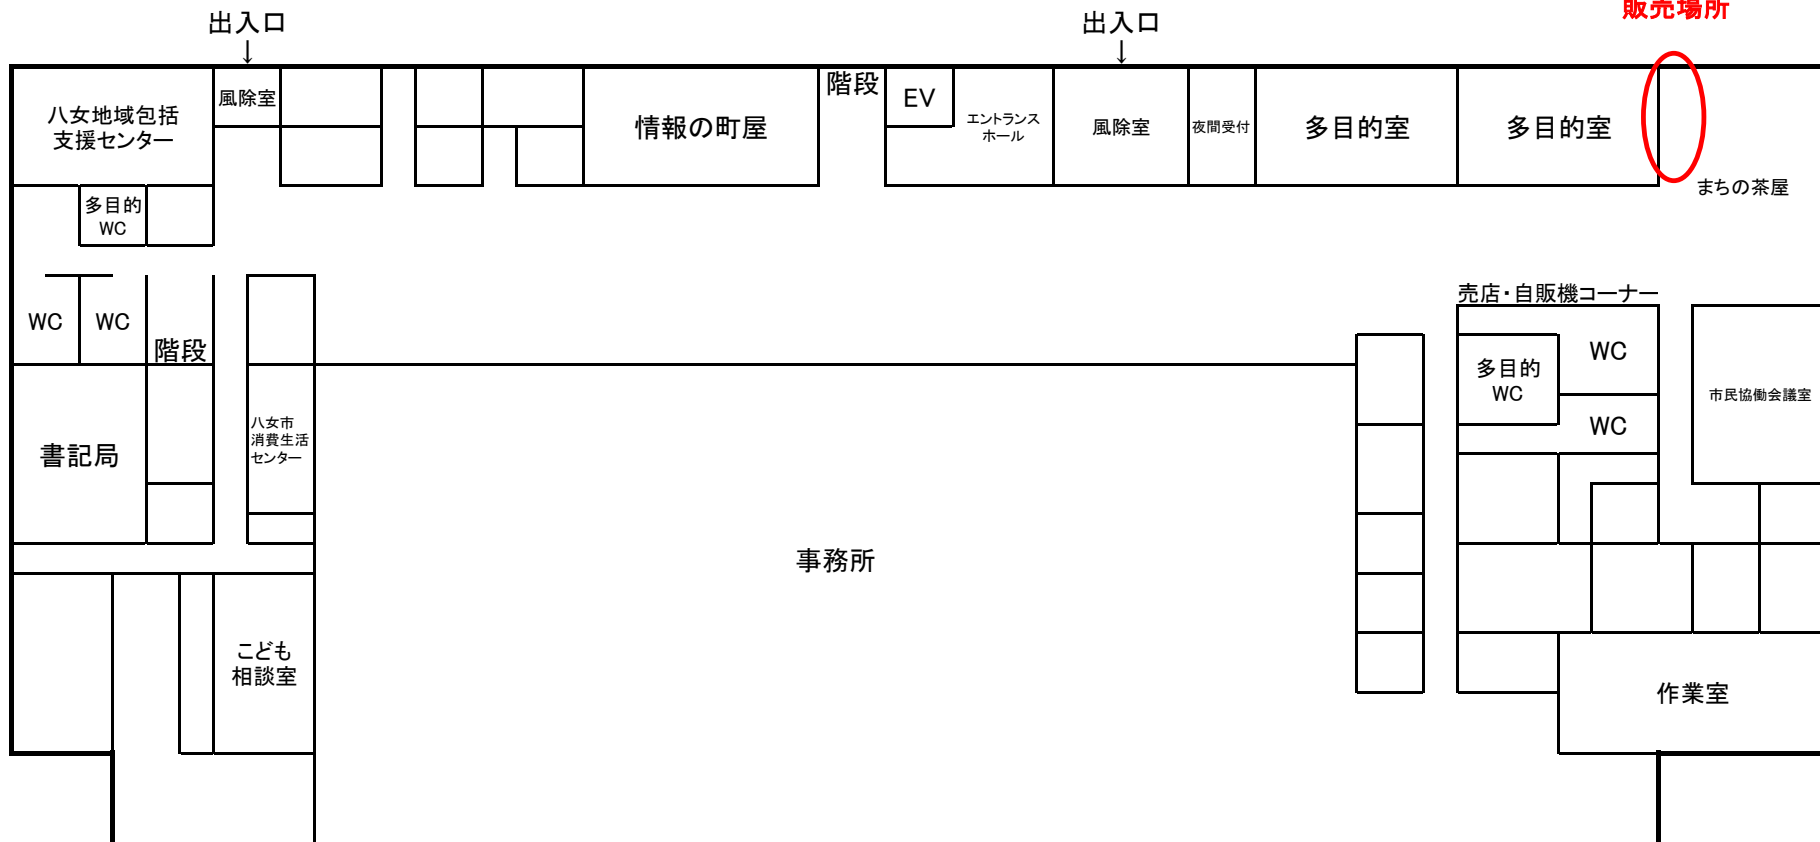 出入口
↓
出入口
↓
販売場所
八女地域包括
支援センター
風除室
情報の町屋
階段
EV
エントランス
ホール
風除室
夜間受付
多目的室
多目的室
まちの茶屋
多目的
WC
WC
WC
階段
売店・自販機コーナー
多目的
WC
WC
WC
市民協働会議室
書記局
八女市
消費生活
センター
事務所
こども
相談室
作業室